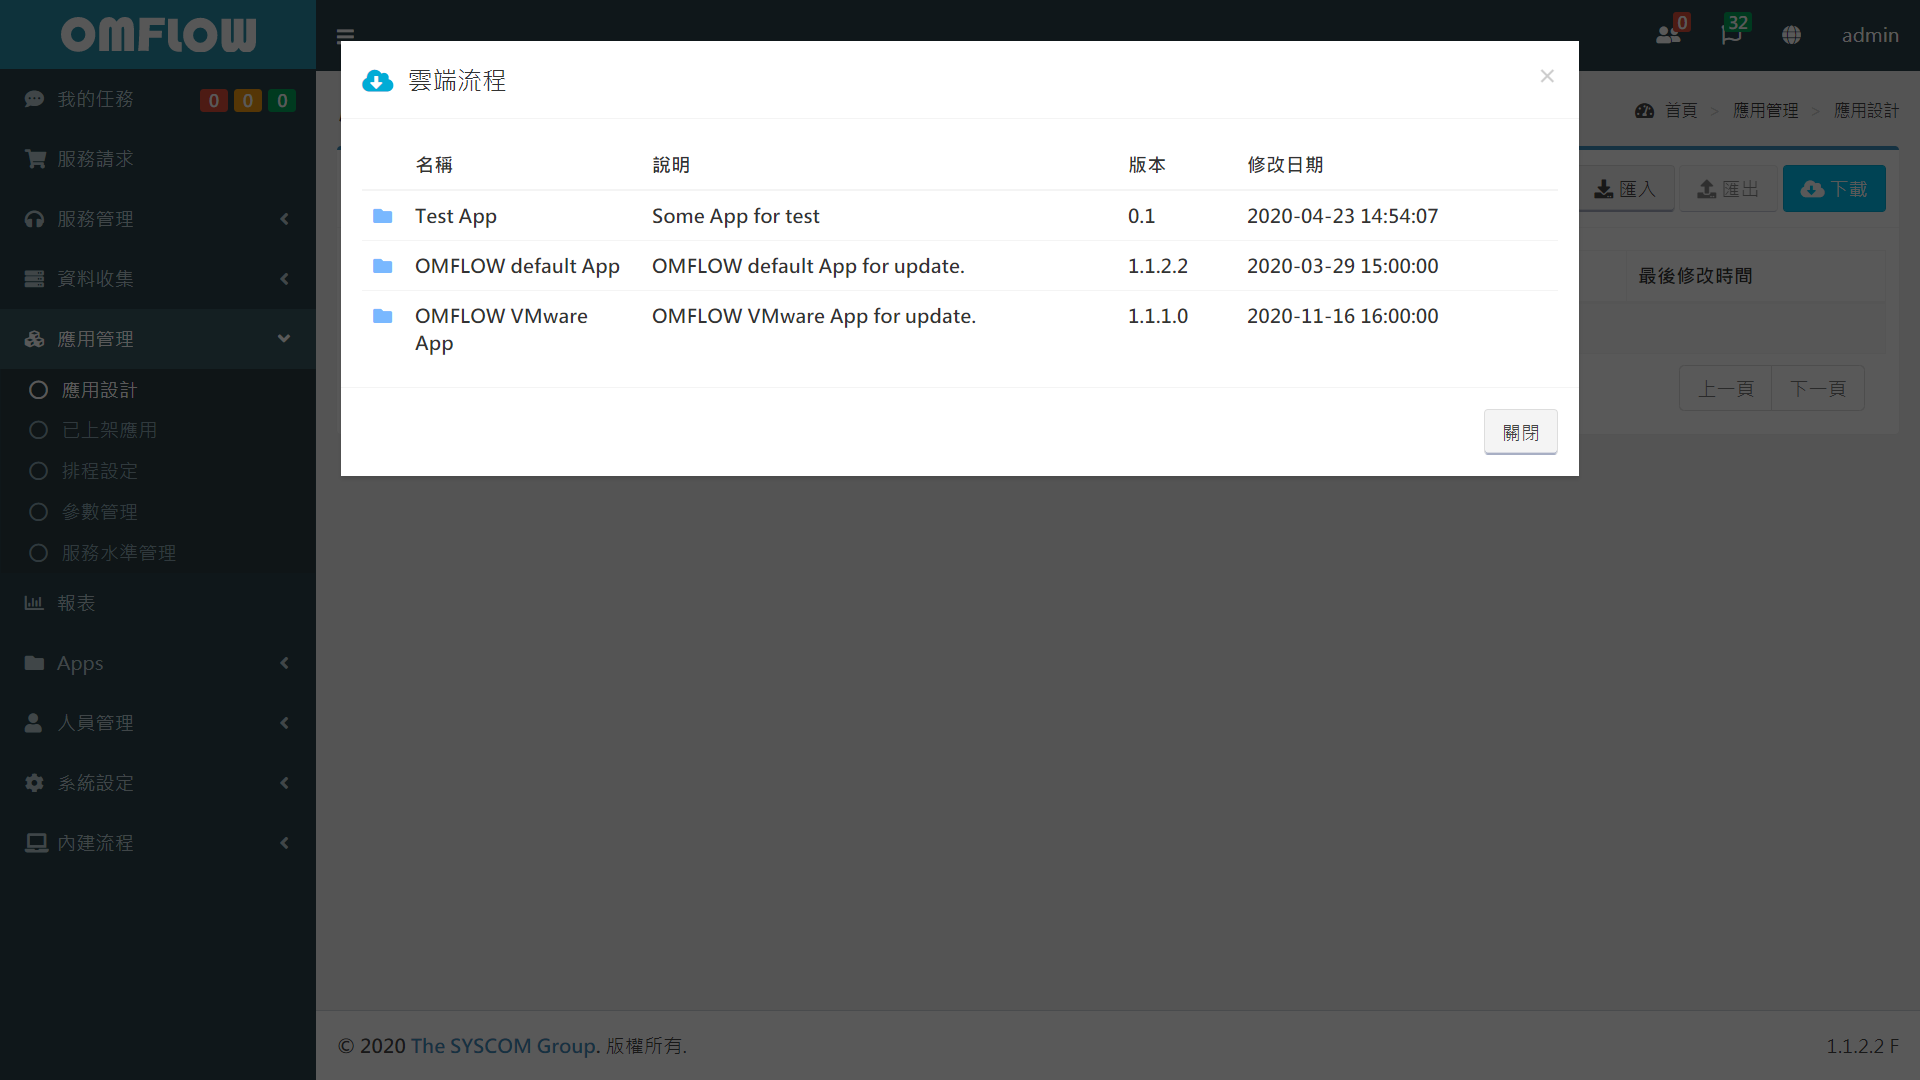 OMFLOW
0
32
admin
雲端流程
×
我的任務 0 0 0
首頁 > 應用管理 > 應用設計
服務請求
名稱 說明 版本 修改日期
匯入 匯出 下載
Test App Some App for test 0.1 2020-04-23 14:54:07
服務管理
OMFLOW default App OMFLOW default App for update. 1.1.2.2 2020-03-29 15:00:00
資料收集
最後修改時間
OMFLOW VMware
App
OMFLOW VMware App for update. 1.1.1.0 2020-11-16 16:00:00
應用管理
應用設計
上一頁 下一頁
已上架應用
關閉
排程設定
參數管理
服務水準管理
報表
Apps
人員管理
系統設定
內建流程
© 2020 The SYSCOM Group. 版權所有.
1.1.2.2 F